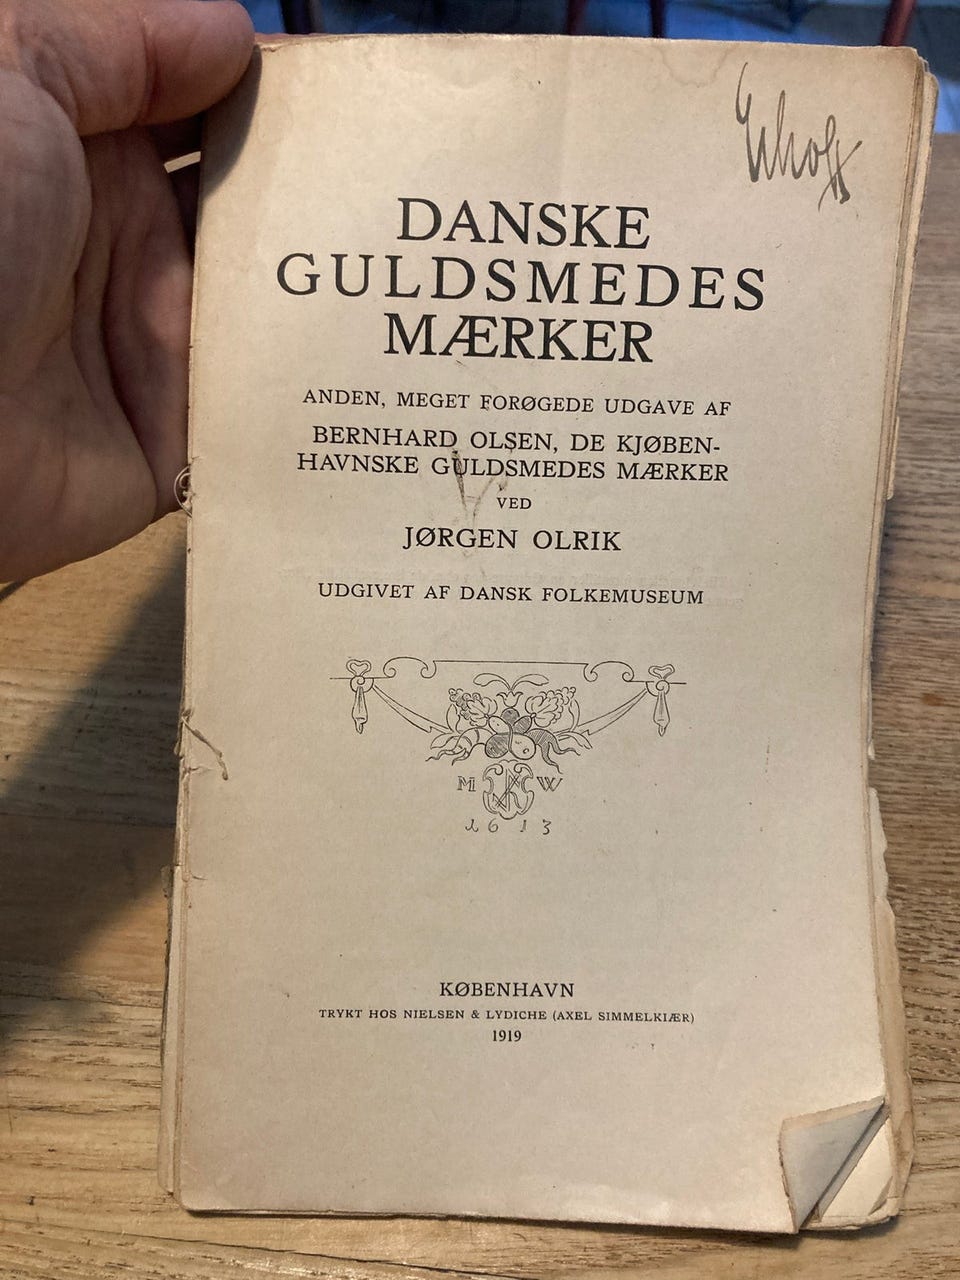 DANSKE
GULDSMEDES
MÆRKER
ANDEN, MEGET FORØGEDE UDGAVE AF
BERNHARD OLSEN, DE KJØBEN-
HAVNSKE GULDSMEDES MÆRKER
VED
JØRGEN OLRIK
UDGIVET AF DANSK FOLKEMUSEUM
M W
1613
KØBENHAVN
TRYKT HOS NIELSEN & LYDICHE (AXEL SIMMELKIÆR)
1919